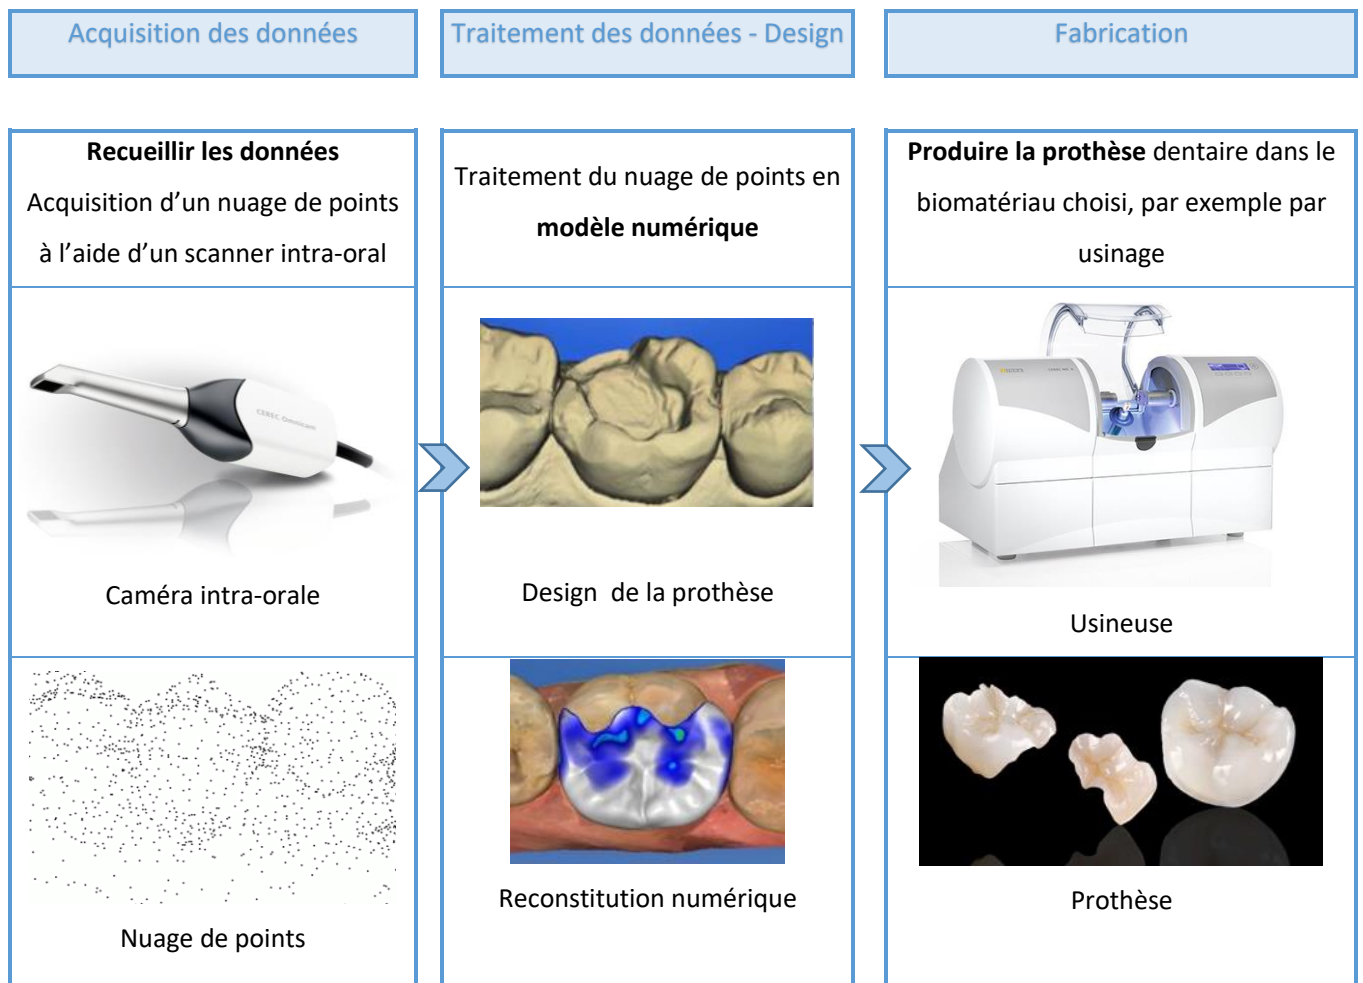 Acquisition des données
Traitement des données - Design
Fabrication
Recueillir les données
Acquisition d’un nuage de points
à l’aide d’un scanner intra-oral
CEREC Omnicam
Caméra intra-orale
Nuage de points
Traitement du nuage de points en
modèle numérique
Design de la prothèse
Reconstitution numérique
Produire la prothèse dentaire dans le
biomatériau choisi, par exemple par
usinage
Usineuse
Prothèse